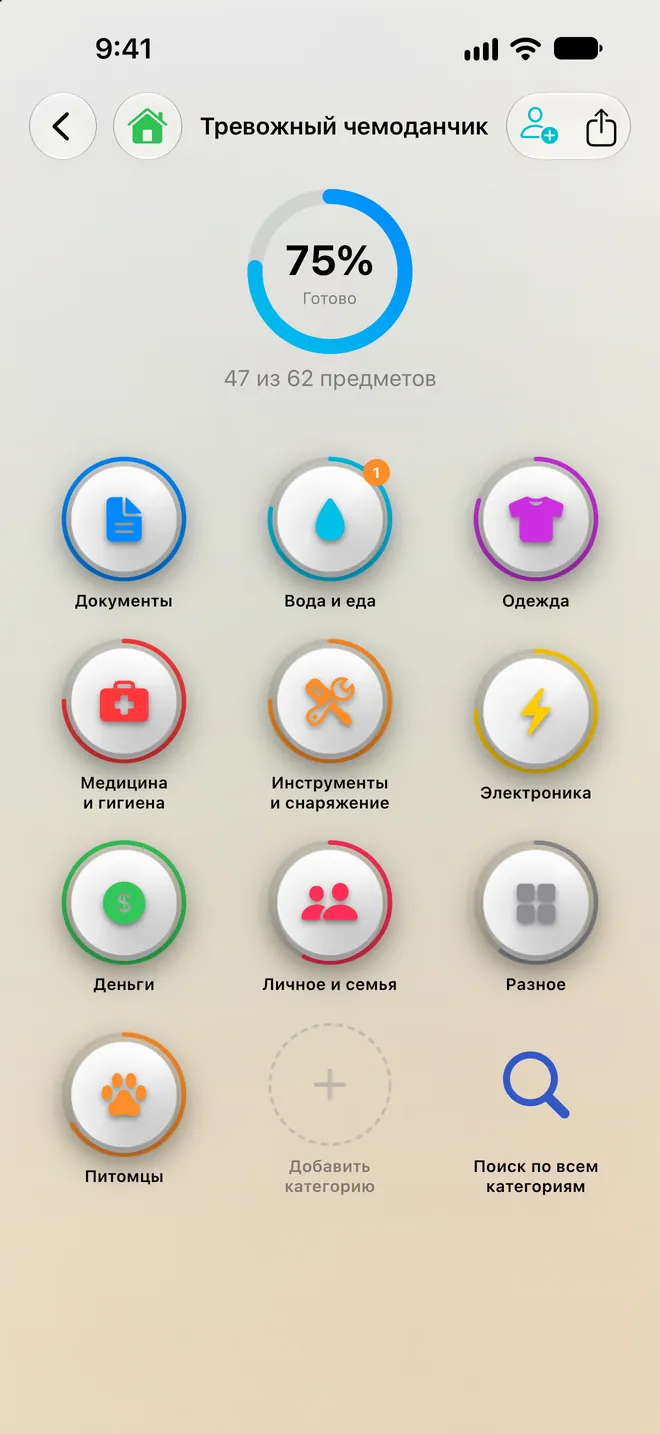 9:41
Тревожный чемоданчик
75%
Готово
47 из 62 предметов
1
Документы
Вода и еда
Одежда
Медицина
и гигиена
Инструменты
и снаряжение
Электроника
$
Деньги
Личное и семья
Разное
Питомцы
Добавить
категорию
Поиск по всем
категориям